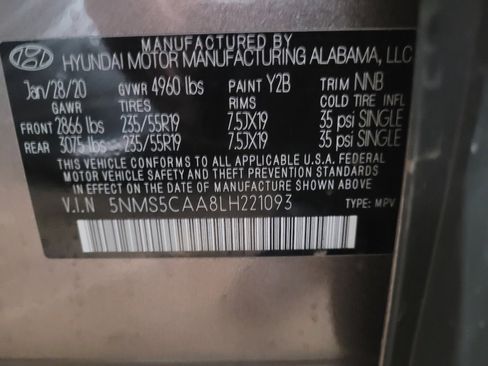 MANUFACTURED BY
HYUNDAI MOTOR MANUFACTURING ALABAMA, LLC
Jan/28/20 GVWR 4960 lbs PAINT Y2B TRIM NNB
GAWR TIRES RIMS COLD TIRE INFL
FRONT 2866 lbs 235/55R19 7.5JX19 35 psi SINGLE
REAR 3075 lbs 235/55R19 7.5JX19 35 psi SINGLE
THIS VEHICLE CONFORMS TO ALL APPLICABLE U.S.A. FEDERAL
MOTOR VEHICLE SAFETY AND THEFT PREVENTION STANDARDS
IN EFFECT ON THE DATE OF MANUFACTURE SHOWN ABOVE.
V.I.N 5NMS5CAA8LH221093 TYPE: MPV